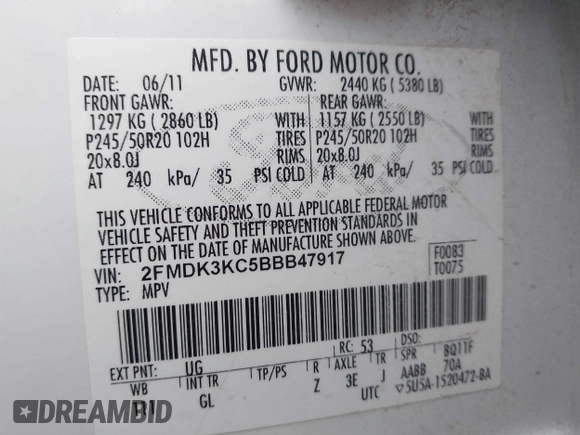 MFD. BY FORD MOTOR CO.
DATE: 06/11 GVWR: 2440 KG ( 5380 LB)
FRONT GAWR: REAR GAWR:
1297 KG ( 2860 LB) WITH 1157 KG ( 2550 LB) WITH
P245/50R20 102H TIRES P245/50R20 102H TIRES
20x8.0J RIMS 20x8.0J RIMS
AT 240 kPa/ 35 PSI COLD AT 240 kPa/ 35 PSI COLD
THIS VEHICLE CONFORMS TO ALL APPLICABLE FEDERAL MOTOR
VEHICLE SAFETY AND THEFT PREVENTION STANDARDS IN
EFFECT ON THE DATE OF MANUFACTURE SHOWN ABOVE.
VIN: 2FMDK3KC5BBB47917 F0083
TYPE: MPV T0075
RC: 53 DSO:
UG
WB INT TR TP/PS R AXLE TR SPR BQ11F
111 GL Z 3E J AABB 70A
UTC ▽5U5A-1520472-BA
DREAMBID